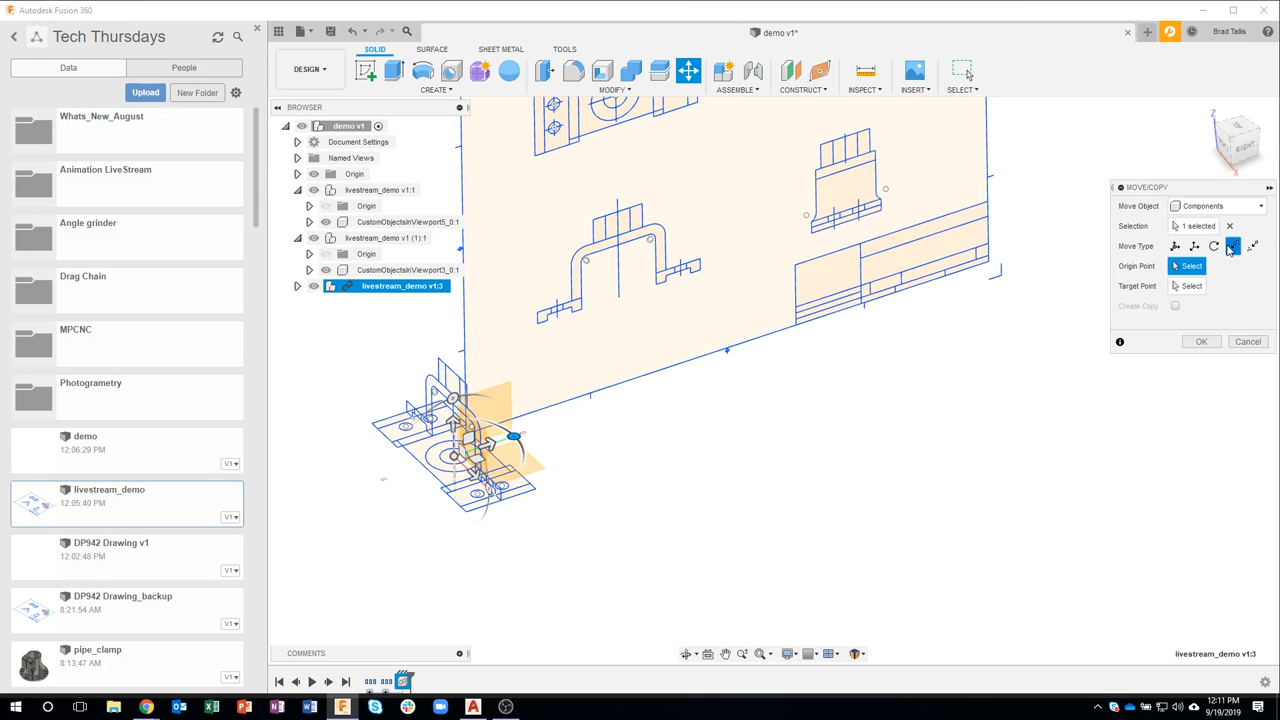 Autodesk Fusion 360
Tech Thursdays
Data
People
Upload
New Folder
Whats_New_August
Animation LiveStream
Angle grinder
Drag Chain
MPCNC
Photogrametry
demo
12:06:29 PM
V1
livestream_demo
12:05:40 PM
V1
DP942 Drawing v1
12:02:48 PM
V1
DP942 Drawing_backup
8:21:54 AM
V1
pipe_clamp
8:13:47 AM
V1
demo v1*
Brad Tallis
SOLID
SURFACE
SHEET METAL
TOOLS
DESIGN
CREATE
MODIFY
ASSEMBLE
CONSTRUCT
INSPECT
INSERT
SELECT
BROWSER
demo v1
Document Settings
Named Views
Origin
livestream_demo v1:1
Origin
CustomObjectsInViewport5_0:1
livestream_demo v1 (1):1
Origin
CustomObjectsInViewport3_0:1
livestream_demo v1:3
Z
RIGHT
X
MOVE/COPY
Move Object
Components
Selection
1 selected
Move Type
Origin Point
Select
Target Point
Select
Create Copy
OK
Cancel
COMMENTS
livestream_demo v1:3
12:11 PM
9/19/2019